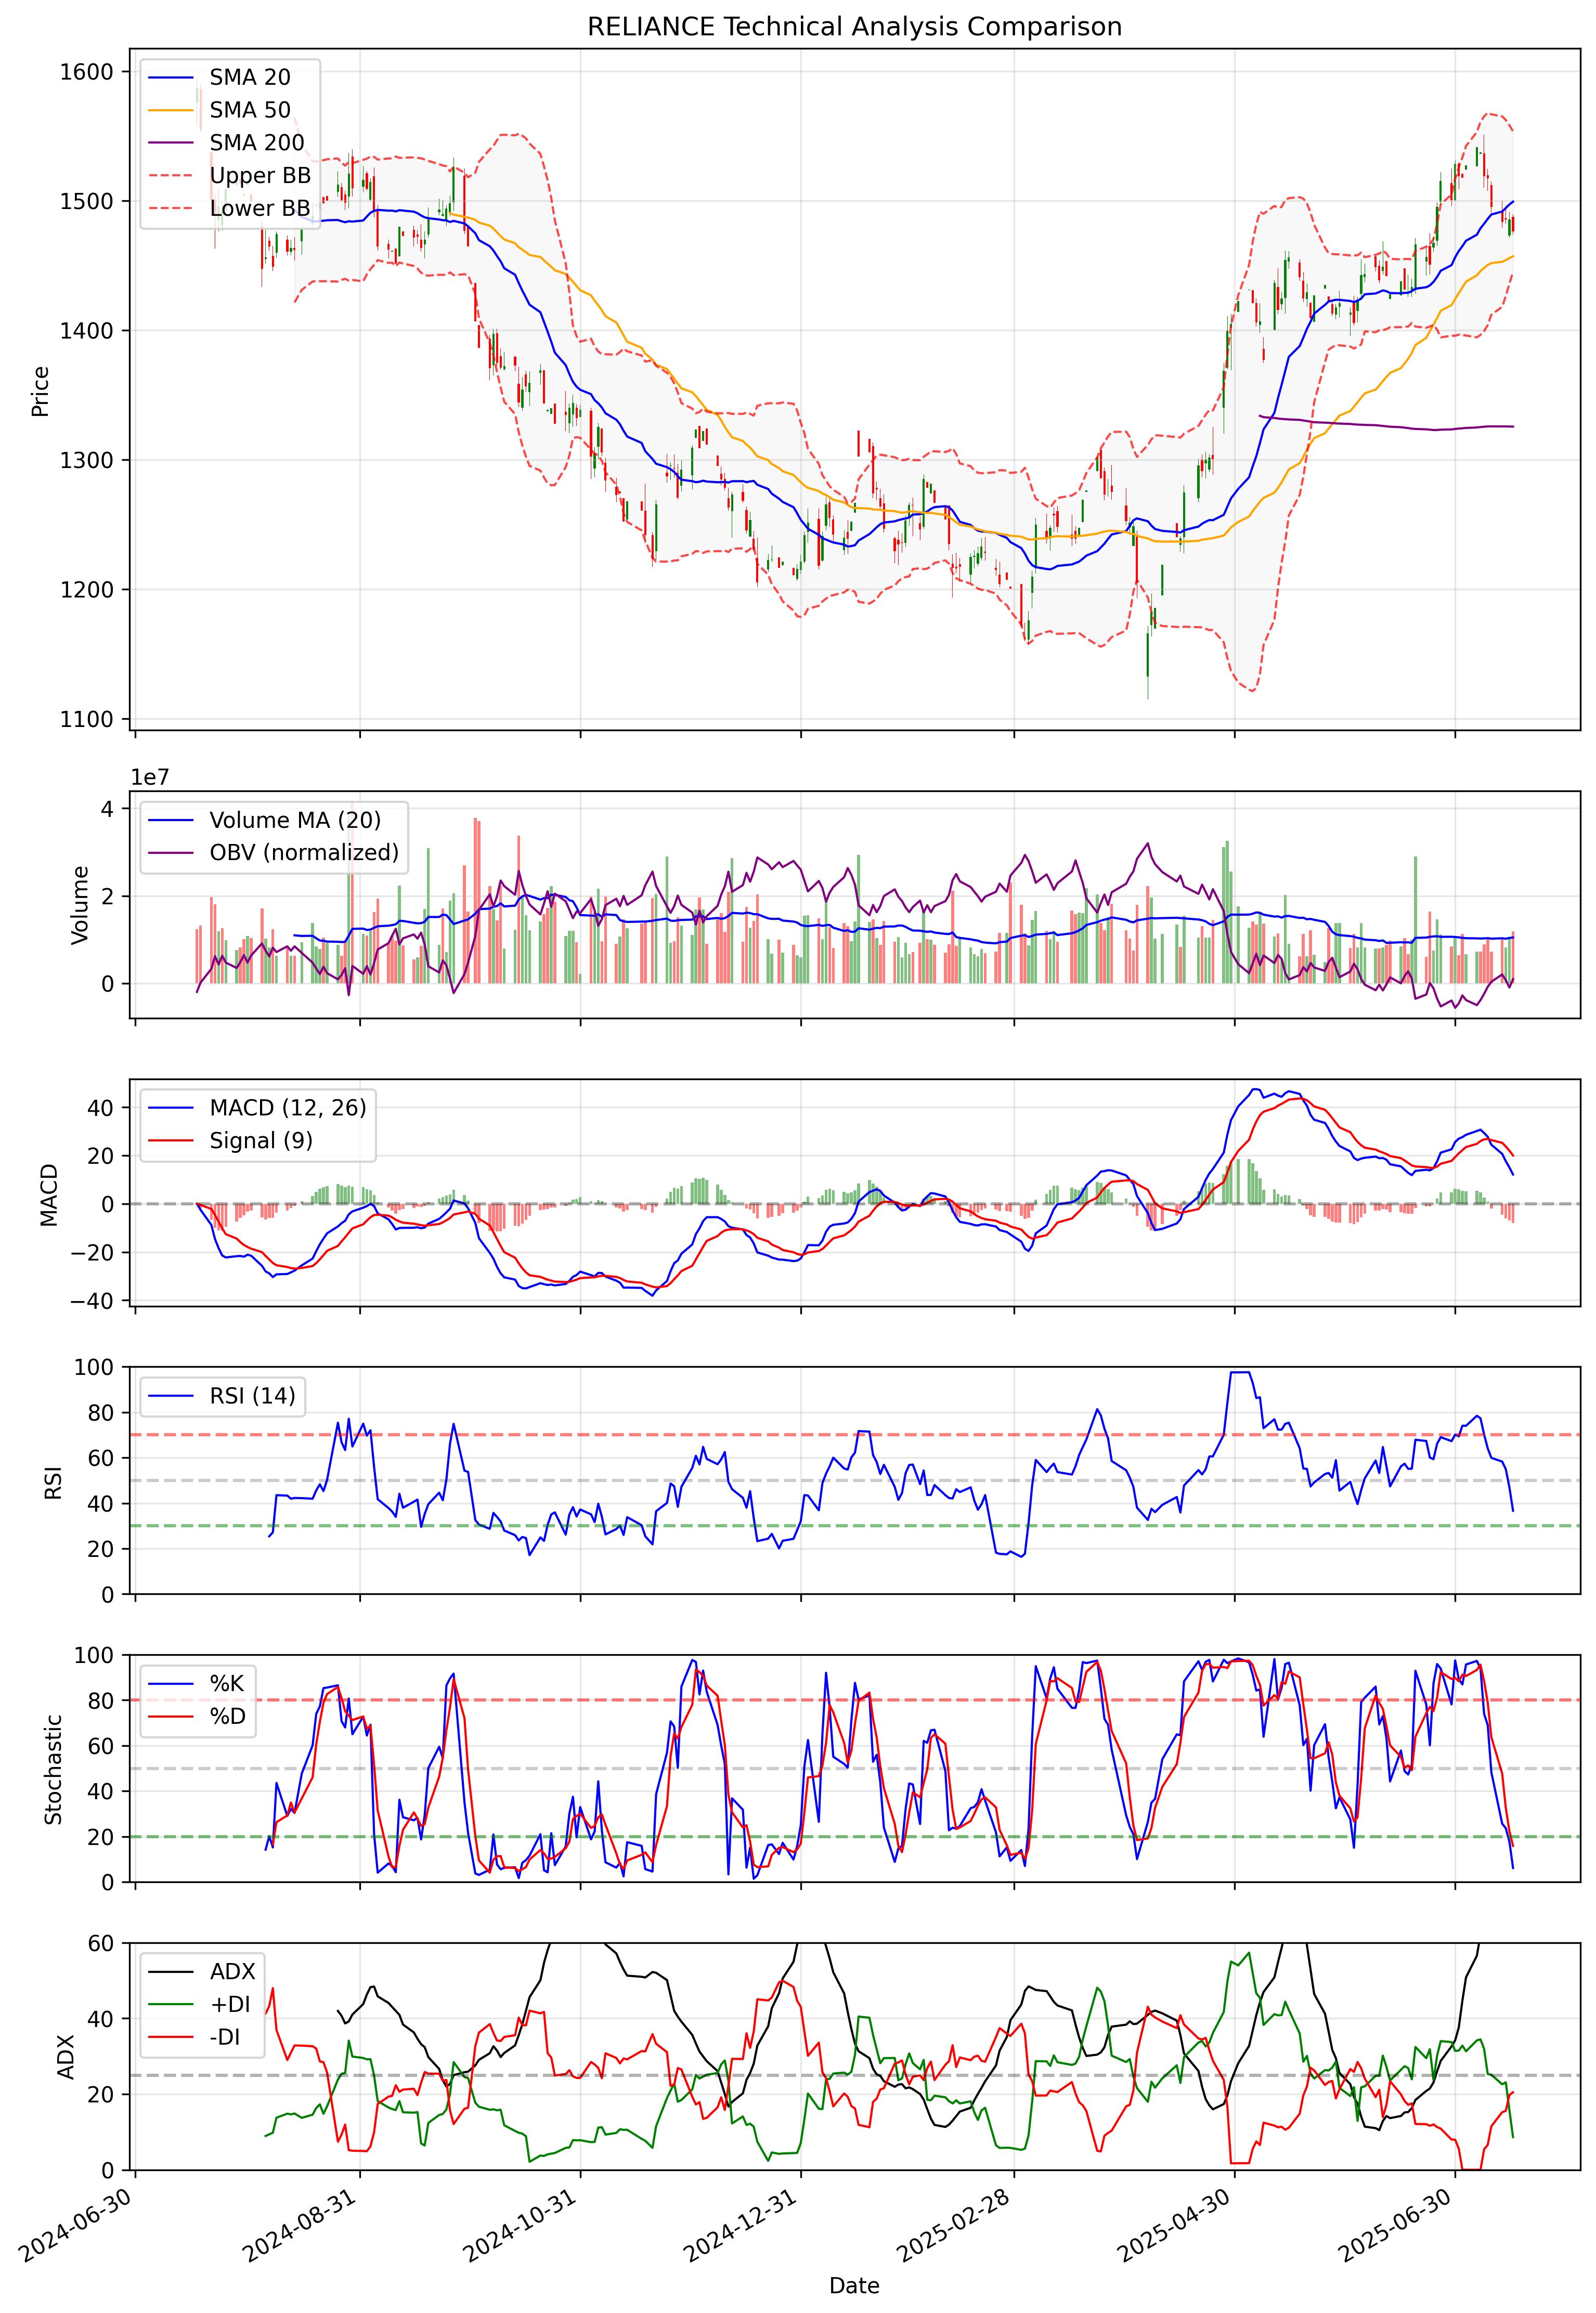 RELIANCE Technical Analysis Comparison
1600
1500
1400
1300
1200
1100
Price
SMA 20
SMA 50
SMA 200
Upper BB
Lower BB
1e7
4
2
0
Volume
Volume MA (20)
OBV (normalized)
40
20
0
−20
−40
MACD
MACD (12, 26)
Signal (9)
100
80
60
40
20
0
RSI
RSI (14)
100
80
60
40
20
0
Stochastic
%K
%D
60
40
20
0
ADX
ADX
+DI
-DI
2024-06-30
2024-08-31
2024-10-31
2024-12-31
2025-02-28
2025-04-30
2025-06-30
Date